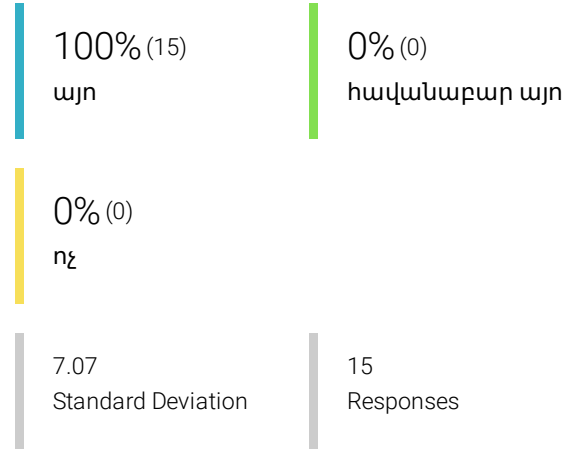 100% (15)
այո
0% (0)
հավանաբար այո
0% (0)
ոչ
7.07
Standard Deviation
15
Responses